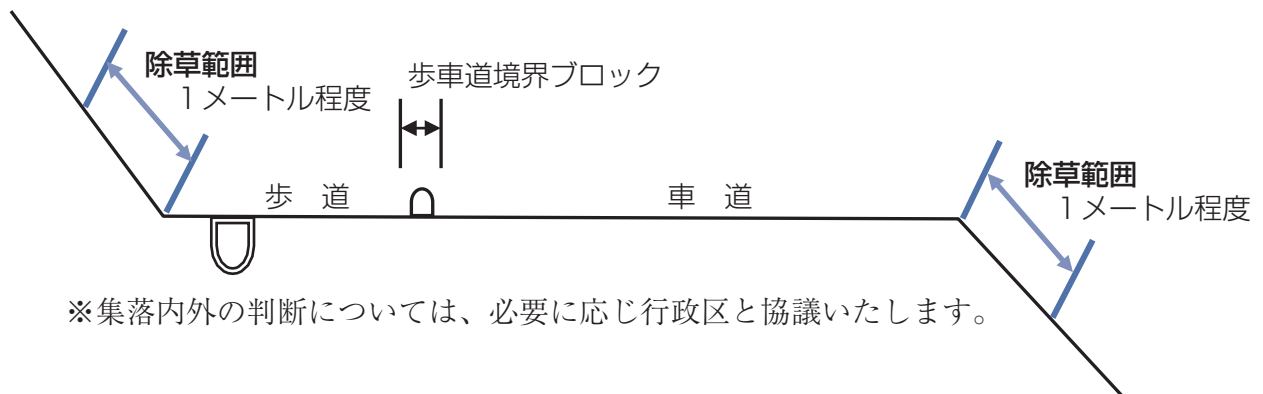 除草範囲
1メートル程度
歩車道境界ブロック
歩　道
車　道
除草範囲
1メートル程度
※集落内外の判断については、必要に応じ行政区と協議いたします。